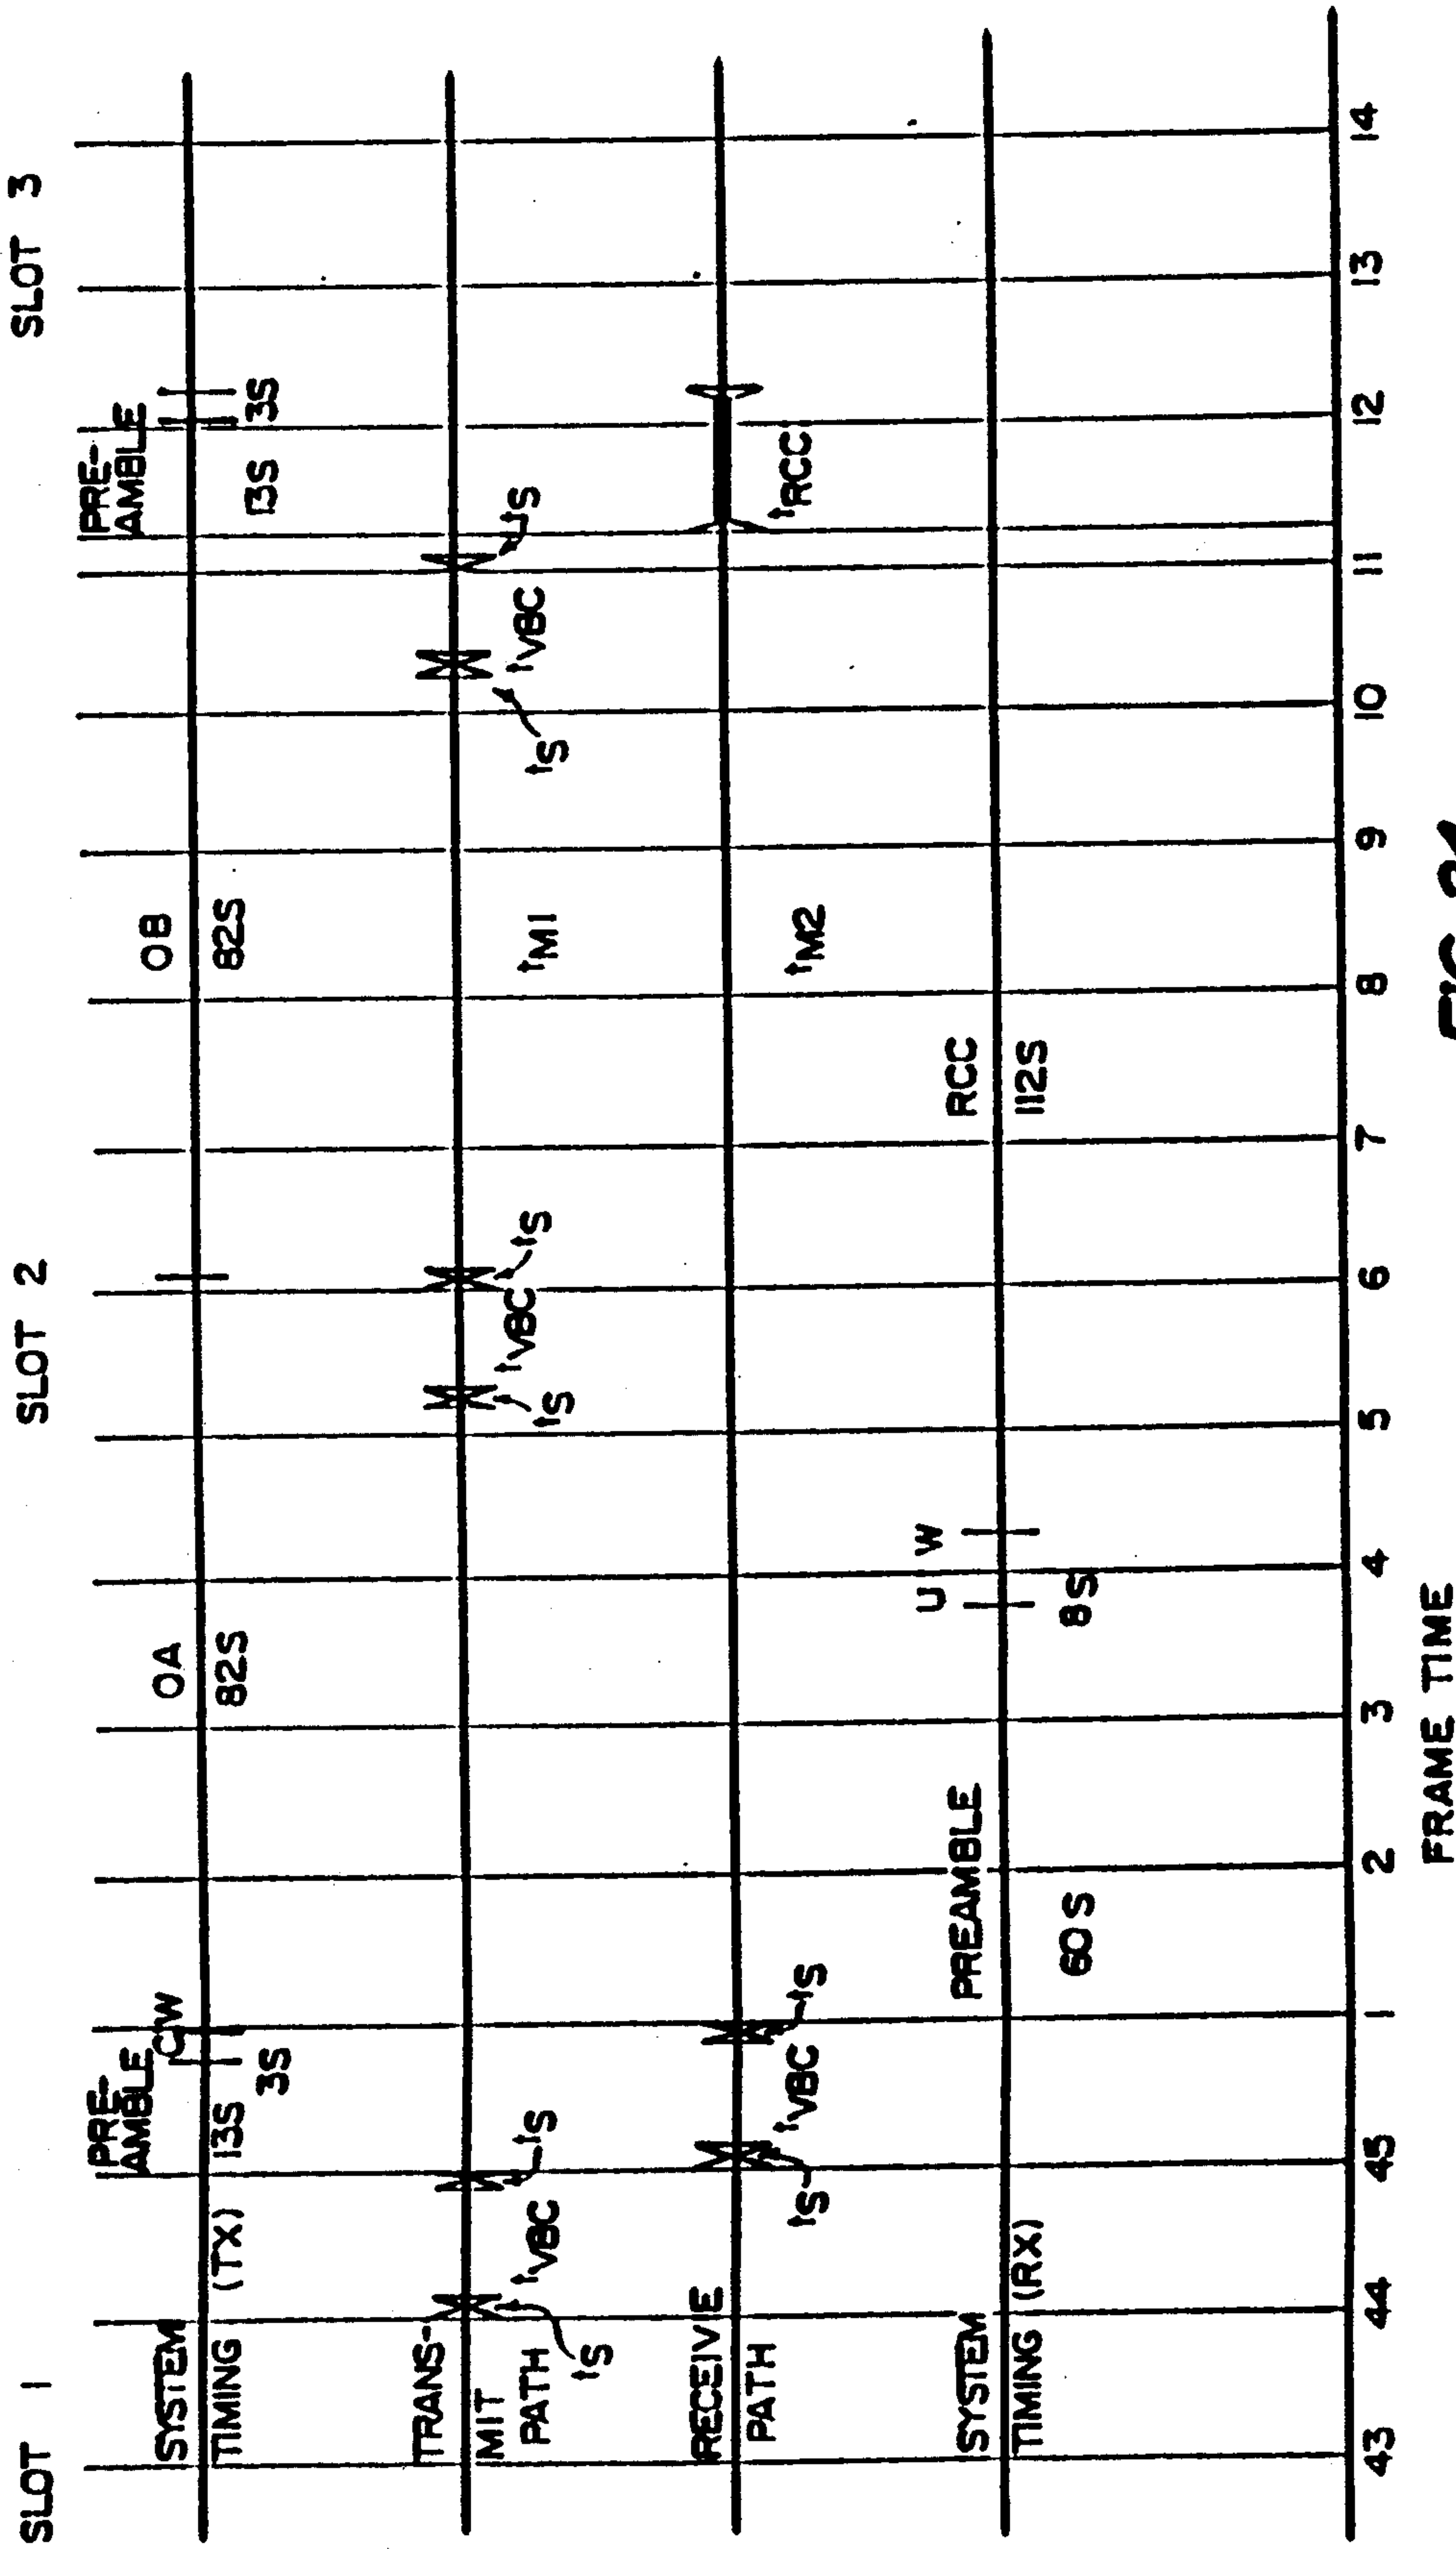 SLOT 1
SLOT 2
SLOT 3
SYSTEM
TIMING (TX)
PRE-
AMBLE
C/W
13S
3S
OA
82S
OB
82S
PRE-
AMBLE
13S
3S
TRANS-
MIT
PATH
tS
tVBC
tS
tS
tVBC
tS
tM1
tS
tVBC
tS
RECEIVIE
PATH
tS
tVBC
tS
tM2
tRCC
SYSTEM
TIMING (RX)
PREAMBLE
60S
U W
8S
RCC
112S
43 44 45 1 2 3 4 5 6 7 8 9 10 11 12 13 14
FRAME TIME